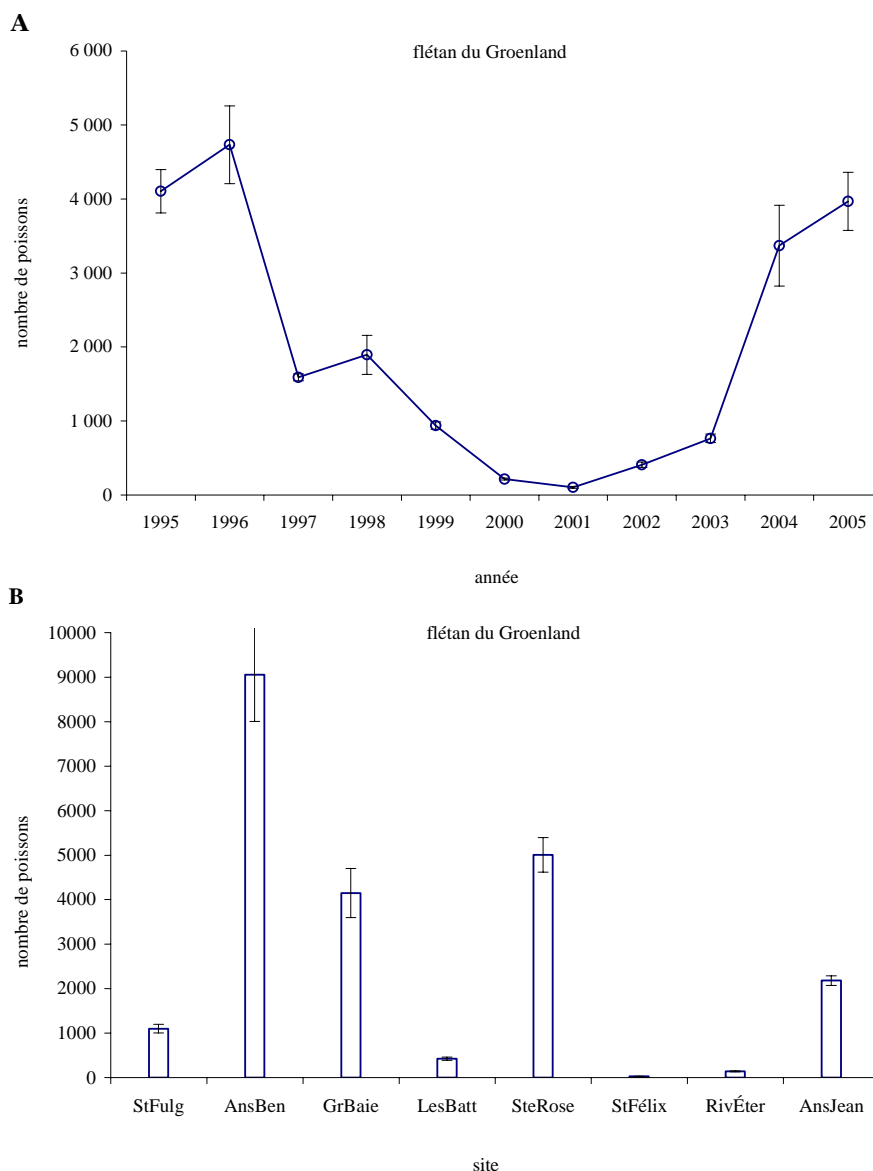 A
flétan du Groenland
nombre de poissons
6 000
5 000
4 000
3 000
2 000
1 000
0
1995 1996 1997 1998 1999 2000 2001 2002 2003 2004 2005
année
B
flétan du Groenland
nombre de poissons
10000
9000
8000
7000
6000
5000
4000
3000
2000
1000
0
StFulg AnsBen GrBaie LesBatt SteRose StFélix RivÉter AnsJean
site